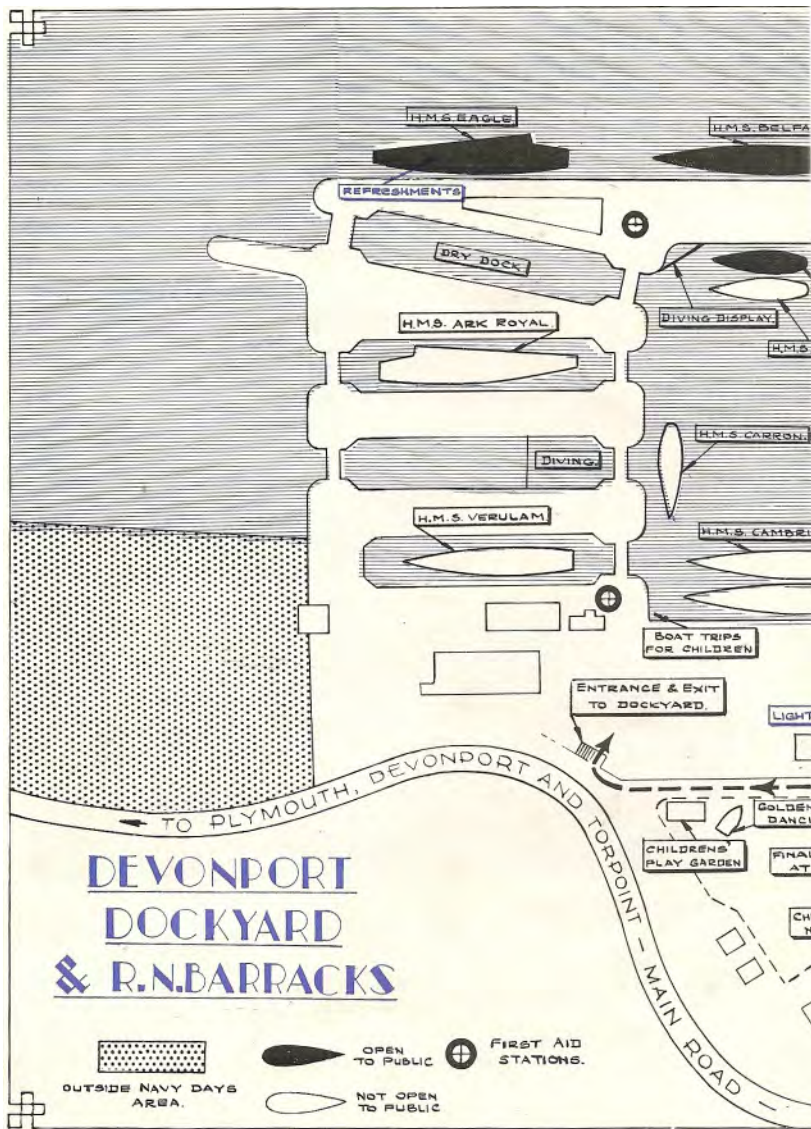 H.M.S. EAGLE.
H.M.S. BELFA
REFRESHMENTS
DRY DOCK
DIVING DISPLAY.
H.M.S.
H.M.S. ARK ROYAL.
H.M.S. CARRON.
DIVING.
H.M.S. VERULAM
H.M.S. CAMBRI
BOAT TRIPS
FOR CHILDREN
ENTRANCE & EXIT
TO DOCKYARD.
LIGHT
TO PLYMOUTH, DEVONPORT AND TORPOINT – MAIN ROAD –
GOLDEN
DANCI
CHILDRENS'
PLAY GARDEN
FINAL
AT
CH
N
DEVONPORT
DOCKYARD
& R.N.BARRACKS
OUTSIDE NAVY DAYS
AREA.
OPEN
TO PUBLIC
NOT OPEN
TO PUBLIC
FIRST AID
STATIONS.